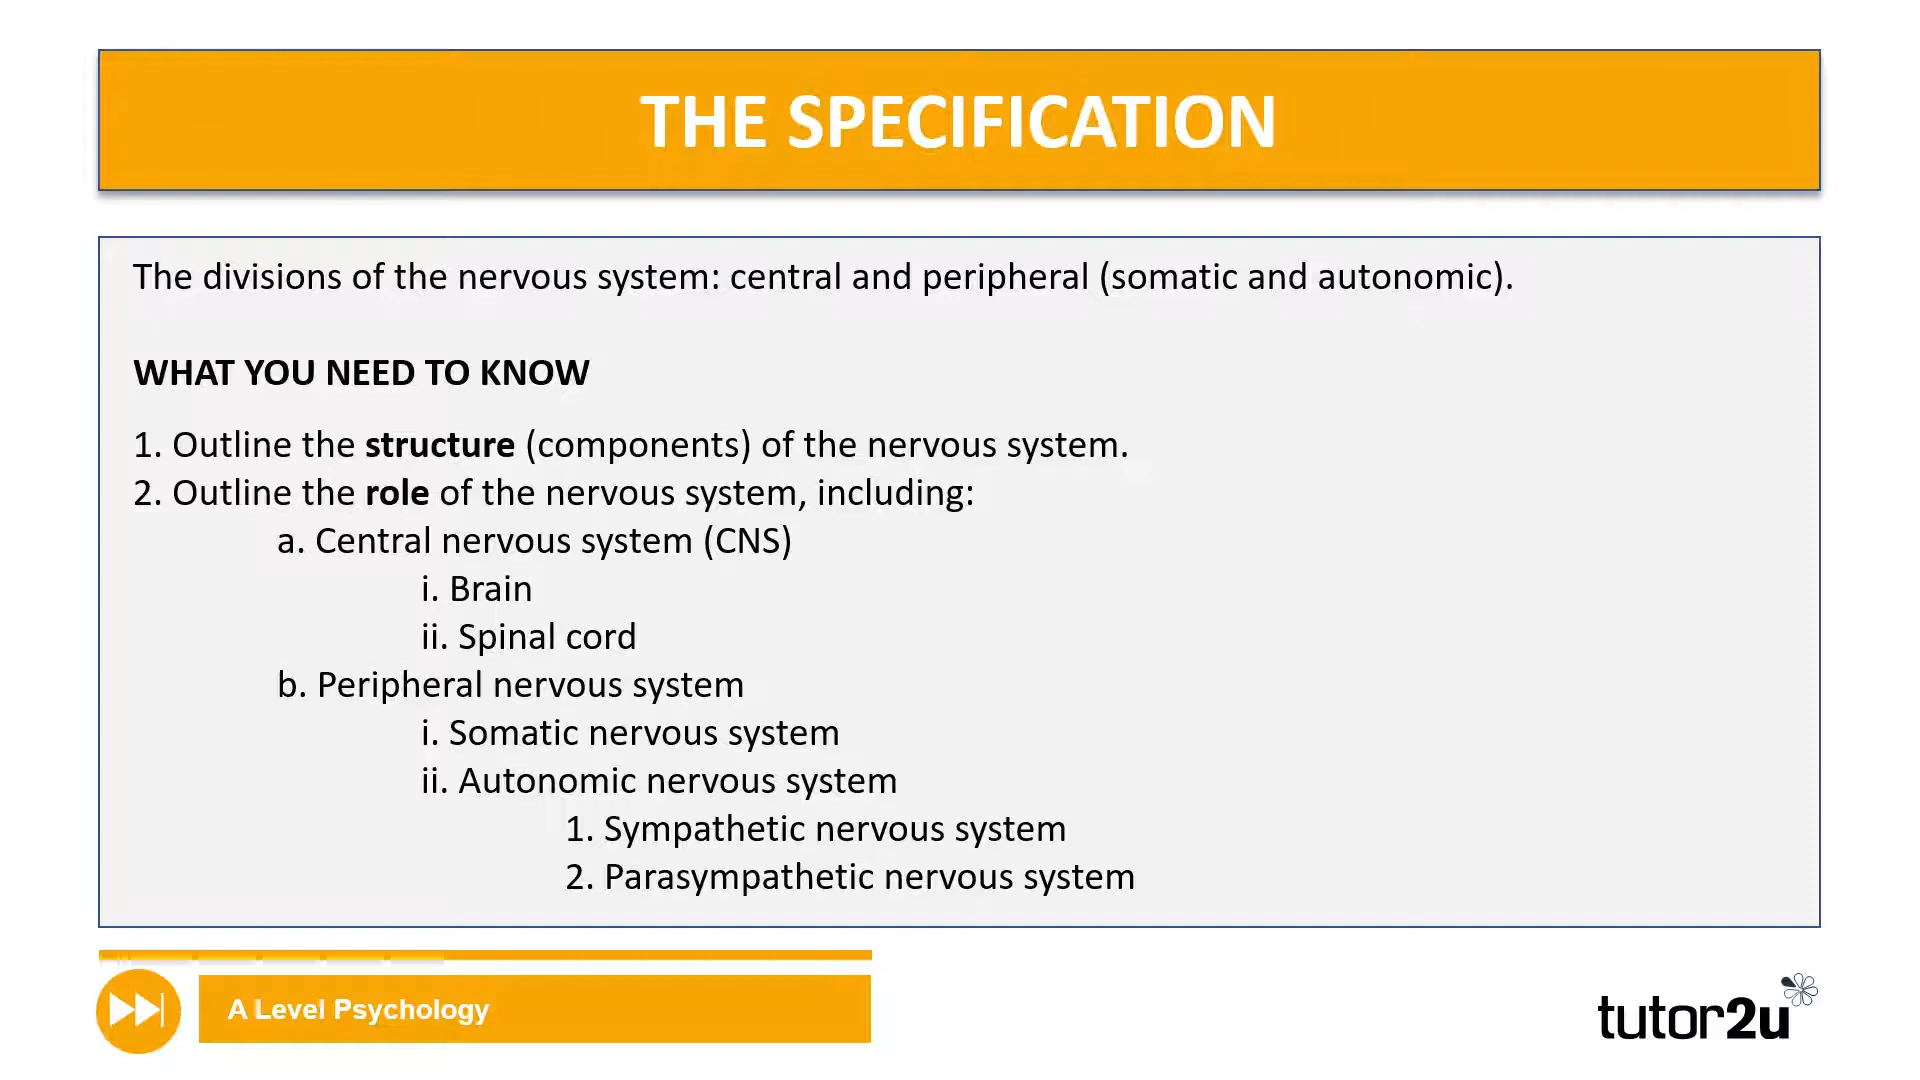 THE SPECIFICATION
The divisions of the nervous system: central and peripheral (somatic and autonomic).
WHAT YOU NEED TO KNOW
1. Outline the structure (components) of the nervous system.
2. Outline the role of the nervous system, including:
a. Central nervous system (CNS)
i. Brain
ii. Spinal cord
b. Peripheral nervous system
i. Somatic nervous system
ii. Autonomic nervous system
1. Sympathetic nervous system
2. Parasympathetic nervous system
A Level Psychology
tutor2u